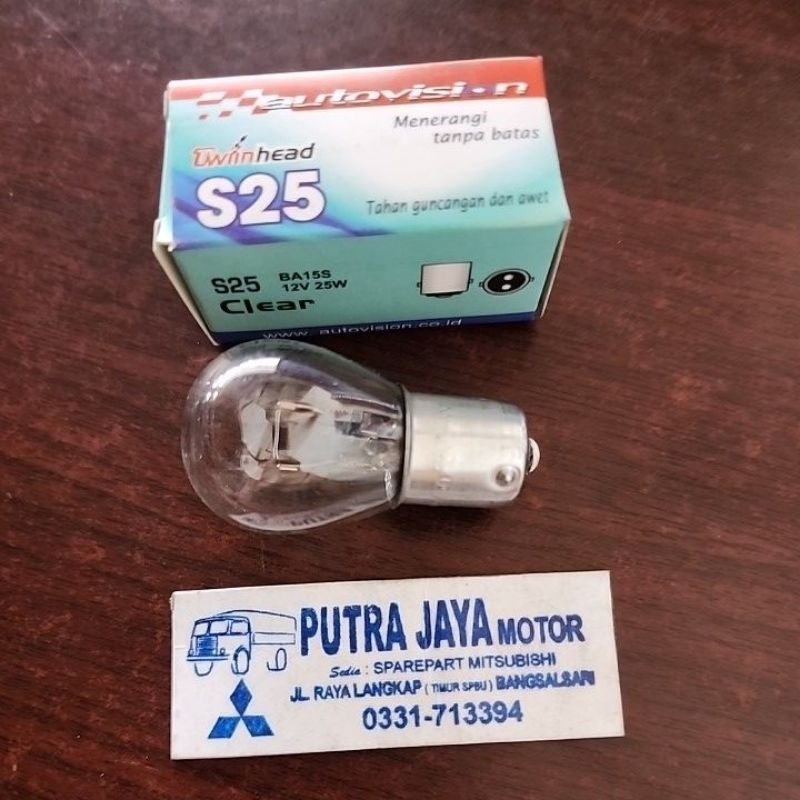 autovision
Menerangi
tanpa batas
Twinhead
S25
Tahan guncangan dan awet
S25 BA15S
12V 25W
Clear
www. autovision.co.id
PUTRA JAYA MOTOR
Sedia : SPAREPART MITSUBISHI
JL. RAYA LANGKAP ( TIMUR SPBU ) BANGSALSARI
0331-713394